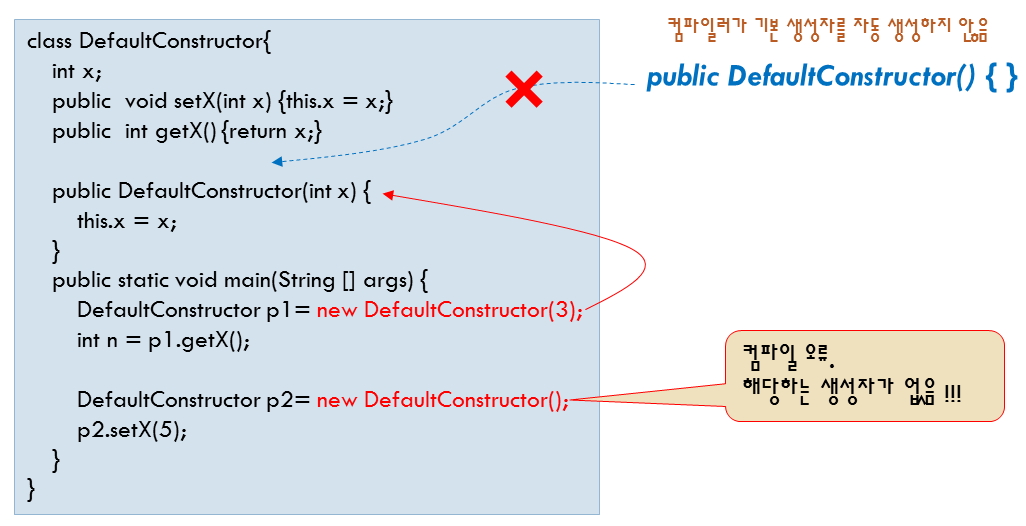 class DefaultConstructor{
int x;
public void setX(int x) {this.x = x;}
public int getX() {return x;}
public DefaultConstructor(int x) {
this.x = x;
}
public static void main(String [] args) {
DefaultConstructor p1= new DefaultConstructor(3);
int n = p1.getX();
DefaultConstructor p2= new DefaultConstructor();
p2.setX(5);
}
}
컴파일러가 기본 생성자를 자동 생성하지 않음
public DefaultConstructor() { }
컴파일 오류.
해당하는 생성자가 없음 !!!